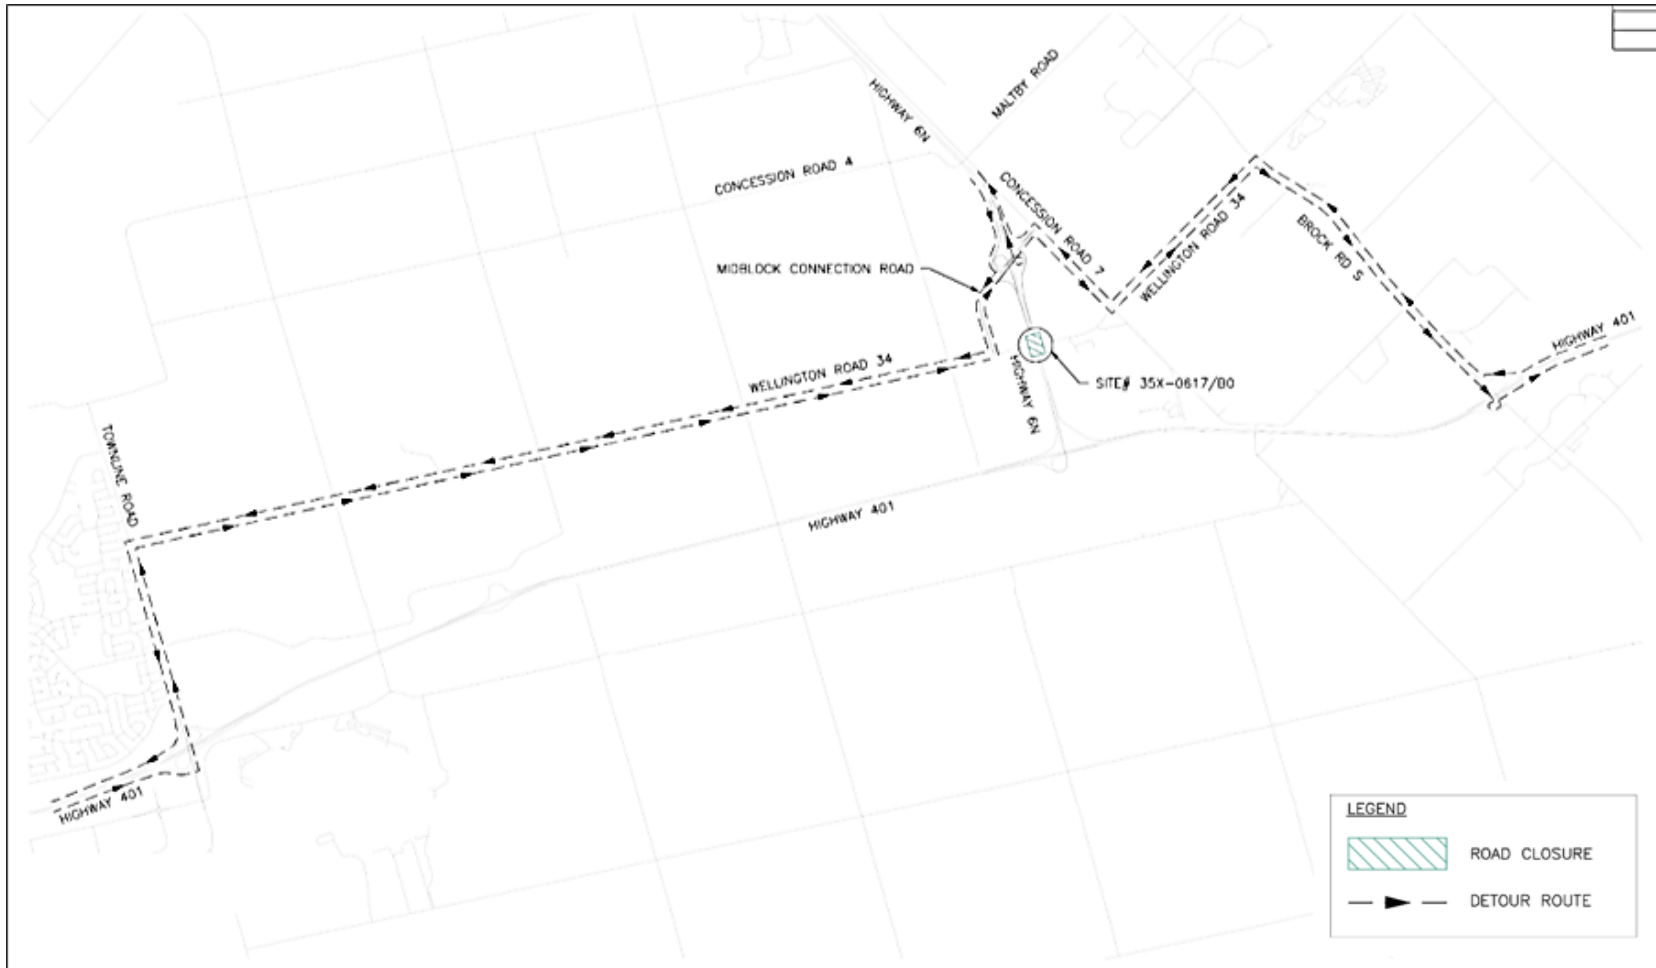 HIGHWAY 6N
MALTBY ROAD
CONCESSION ROAD 4
CONCESSION ROAD 7
WELLINGTON ROAD 34
BROCK RD S
MIDBLOCK CONNECTION ROAD
HIGHWAY 401
WELLINGTON ROAD 34
HIGHWAY 6N
SITE# 35X-0617/B0
TOWNLINE ROAD
HIGHWAY 401
HIGHWAY 401
LEGEND
ROAD CLOSURE
DETOUR ROUTE